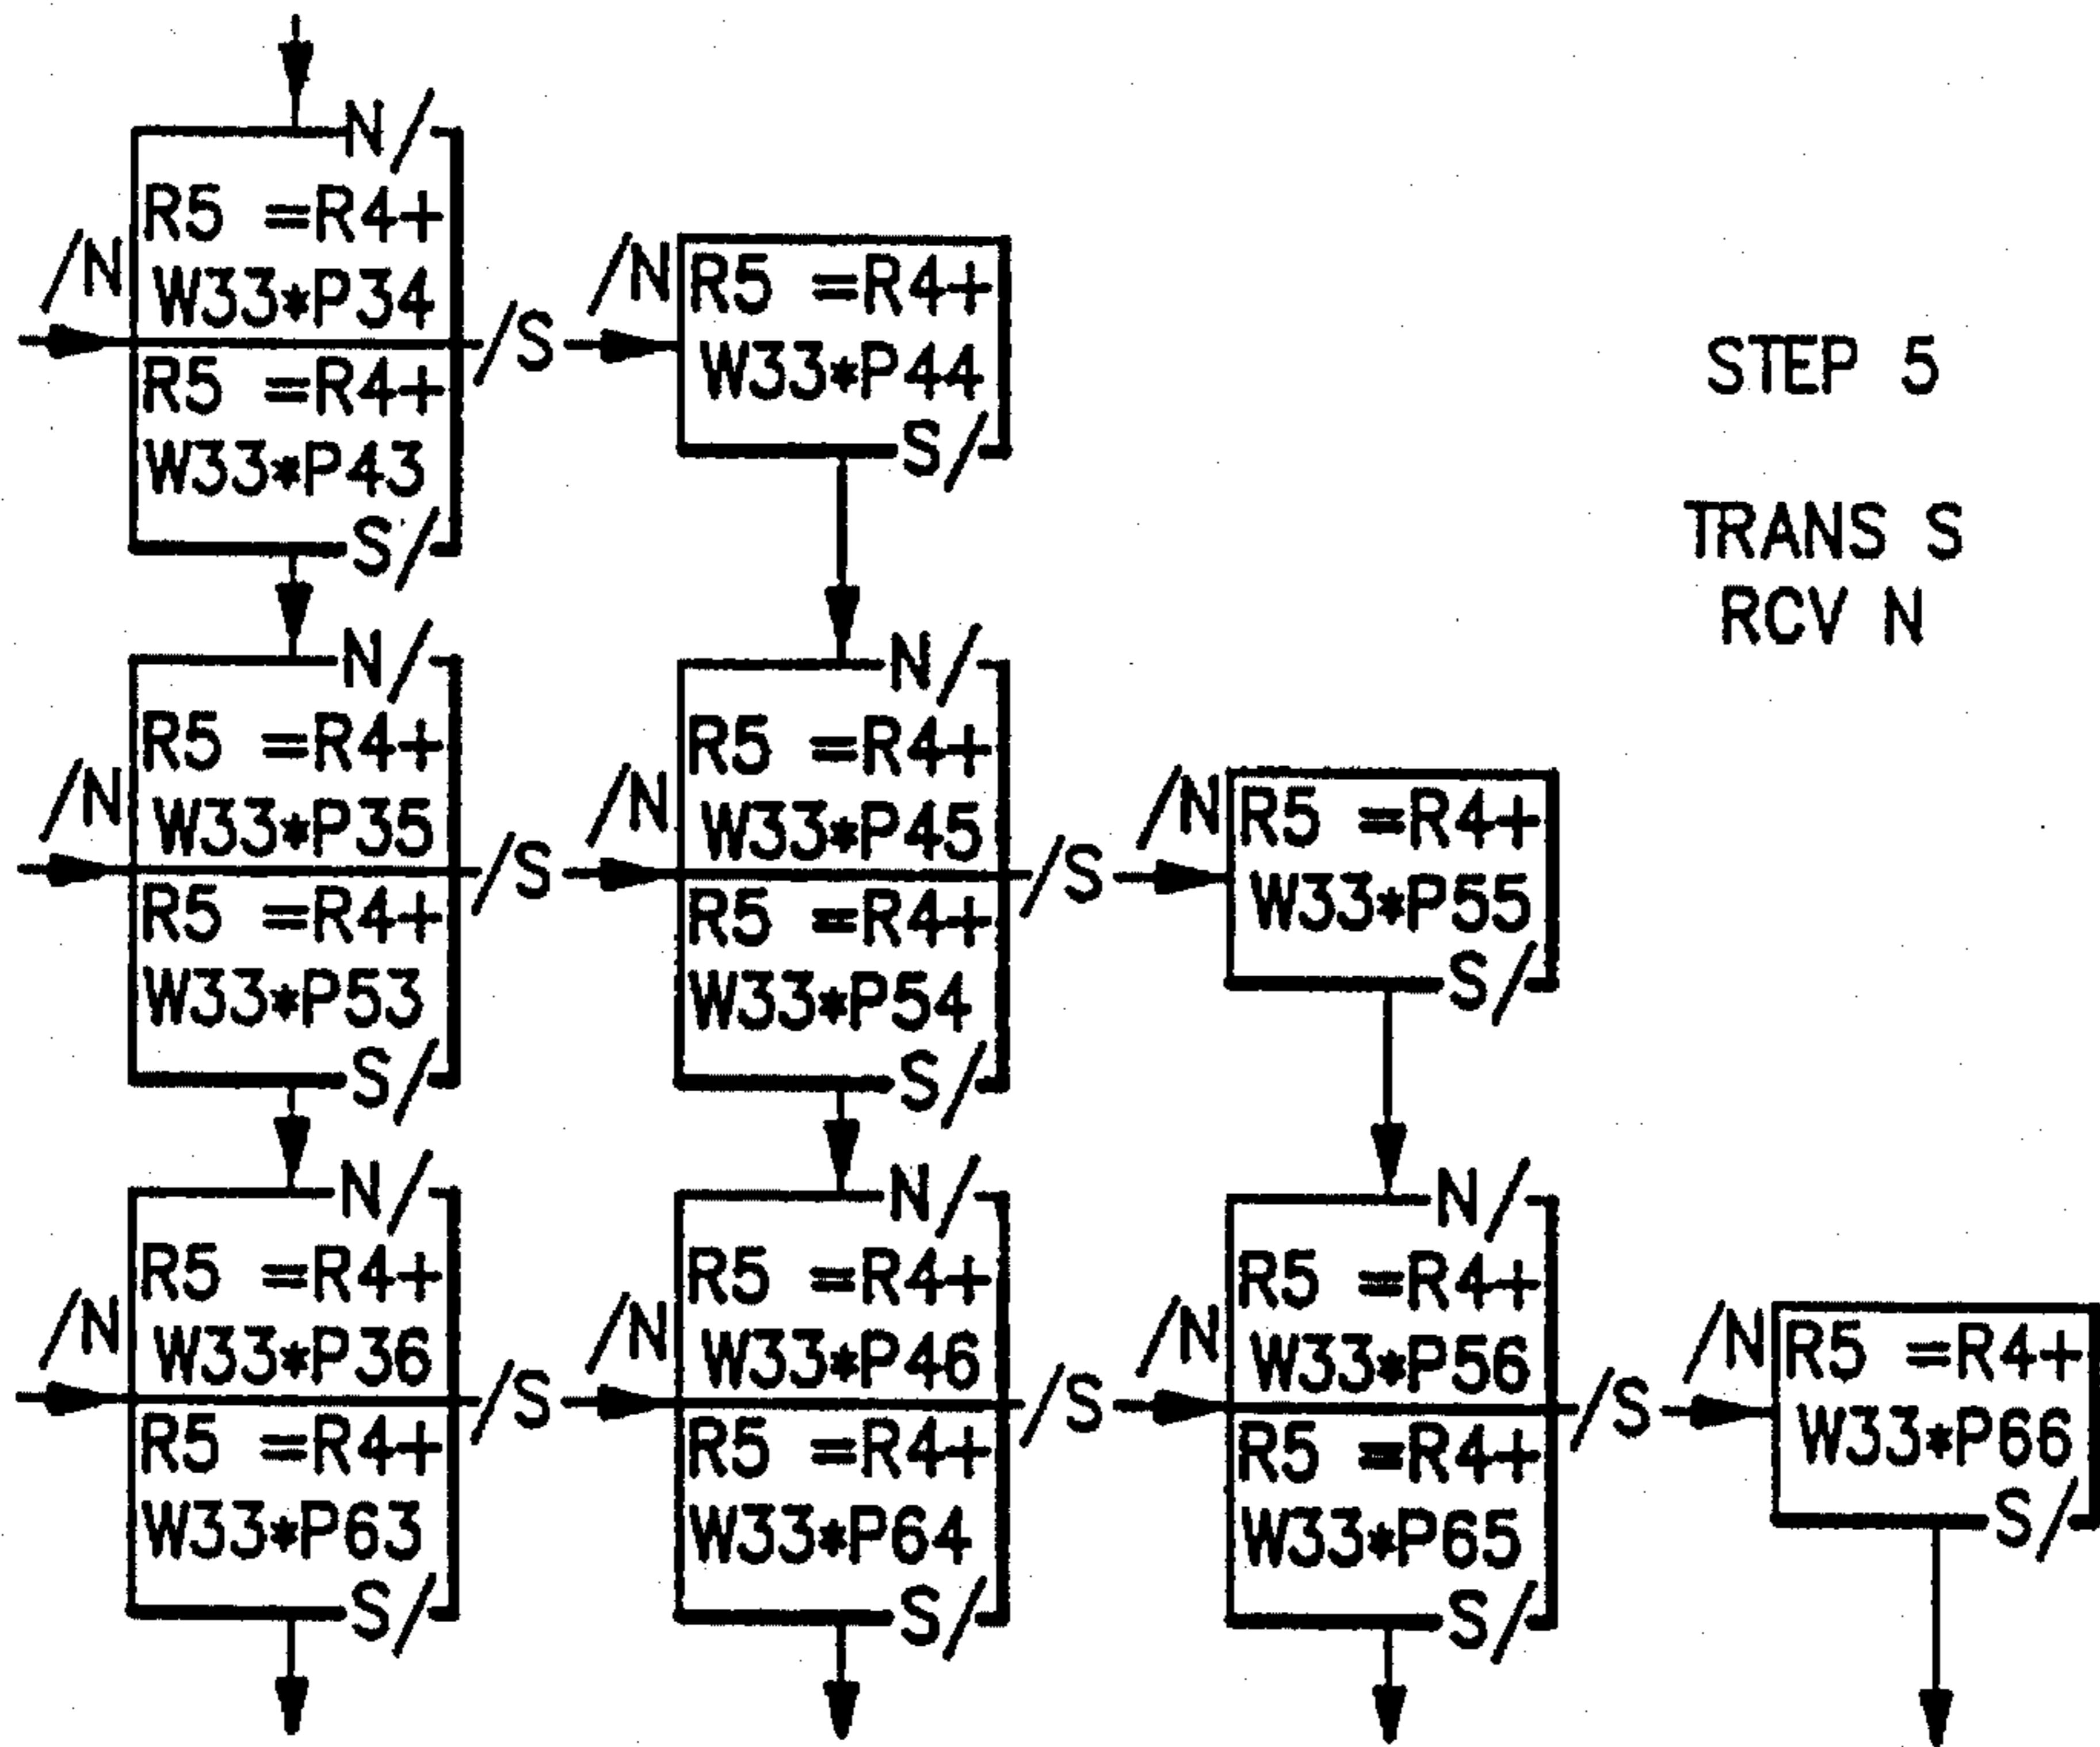 N/
R5 =R4+
/N
W33*P34
R5 =R4+
W33*P43
S/
/S
/N
R5 =R4+
W33*P44
S/
STEP 5
TRANS S
RCV N
N/
R5 =R4+
/N
W33*P35
R5 =R4+
W33*P53
S/
/S
N/
/N
R5 =R4+
W33*P45
R5 =R4+
W33*P54
S/
/S
/N
R5 =R4+
W33*P55
S/
N/
R5 =R4+
/N
W33*P36
R5 =R4+
W33*P63
S/
/S
N/
R5 =R4+
/N
W33*P46
R5 =R4+
W33*P64
S/
/S
N/
R5 =R4+
/N
W33*P56
R5 =R4+
W33*P65
S/
/S
/N
R5 =R4+
W33*P66
S/